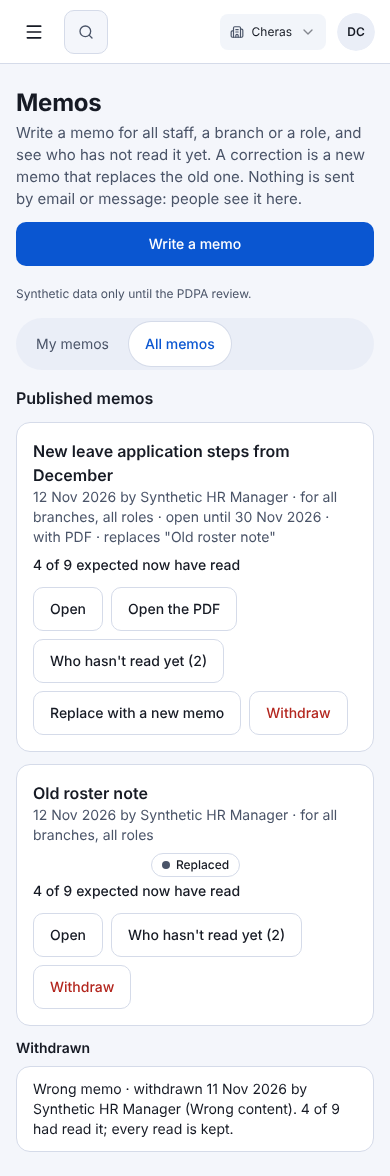 Cheras
DC
Memos
Write a memo for all staff, a branch or a role, and
see who has not read it yet. A correction is a new
memo that replaces the old one. Nothing is sent
by email or message: people see it here.
Write a memo
Synthetic data only until the PDPA review.
My memos
All memos
Published memos
New leave application steps from
December
12 Nov 2026 by Synthetic HR Manager · for all
branches, all roles · open until 30 Nov 2026 ·
with PDF · replaces "Old roster note"
4 of 9 expected now have read
Open
Open the PDF
Who hasn't read yet (2)
Replace with a new memo
Withdraw
Old roster note
12 Nov 2026 by Synthetic HR Manager · for all
branches, all roles
Replaced
4 of 9 expected now have read
Open
Who hasn't read yet (2)
Withdraw
Withdrawn
Wrong memo · withdrawn 11 Nov 2026 by
Synthetic HR Manager (Wrong content). 4 of 9
had read it; every read is kept.